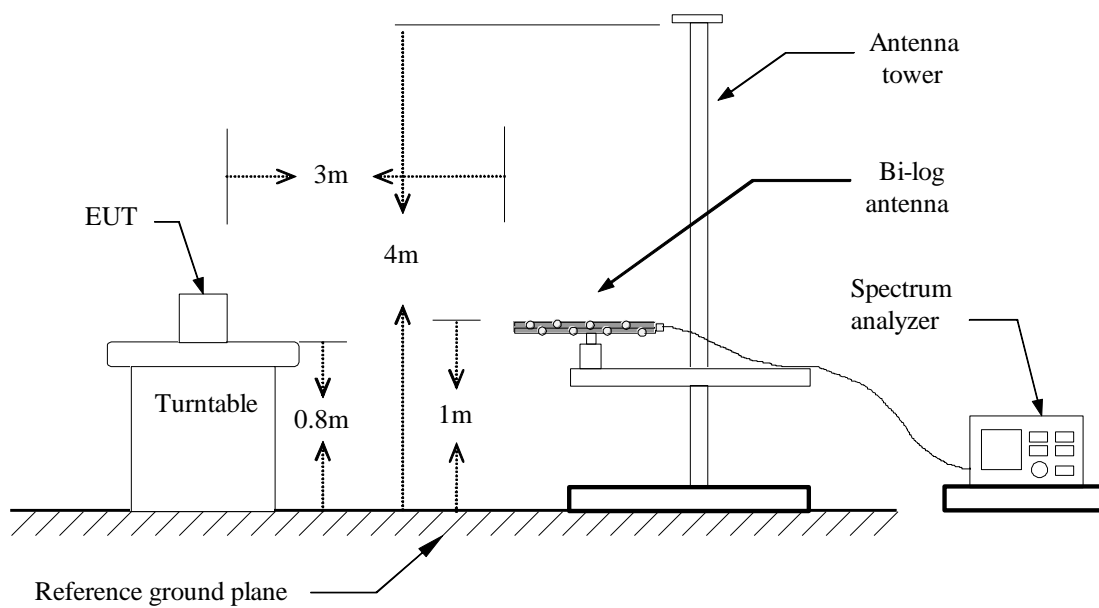 Antenna
tower
3m
Bi-log
antenna
EUT
4m
Spectrum
analyzer
Turntable
0.8m
1m
Reference ground plane